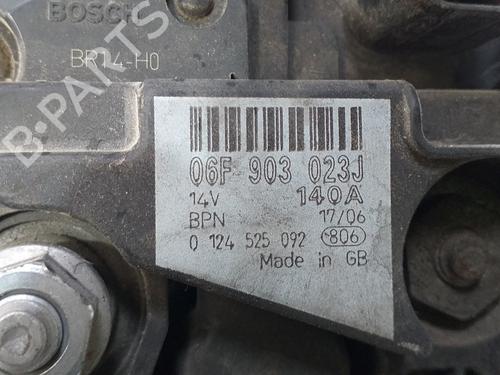 BOSCH
BR14-H0
B-PARTS
06F 903 023J
14V 140A
BPN 17/06
0 124 525 092 806
Made in GB